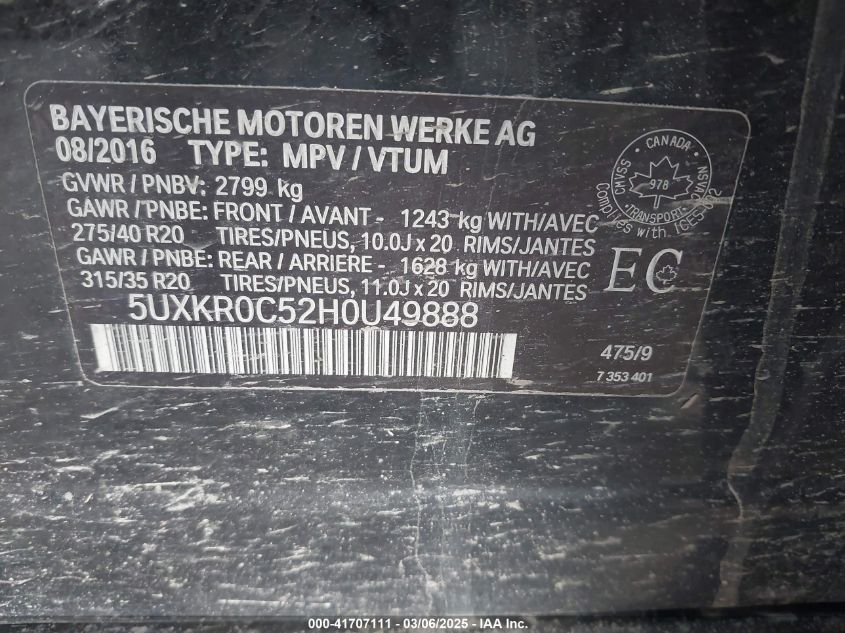 BAYERISCHE MOTOREN WERKE AG
08/2016 TYPE: MPV / VTUM
GVWR / PNBV: 2799 kg
GAWR / PNBE: FRONT / AVANT - 1243 kg WITH/AVEC
275/40 R20 TIRES/PNEUS, 10.0J x 20 RIMS/JANTES
GAWR / PNBE: REAR / ARRIERE - 1628 kg WITH/AVEC
315/35 R20 TIRES/PNEUS, 11.0J x 20 RIMS/JANTES
5UXKR0C52H0U49888
CANADA
CMVSS NSVAC
978
TRANSPORT
Complies with ICES-002
EC
475/9
7 353 401
000-41707111 - 03/06/2025 - IAA Inc.